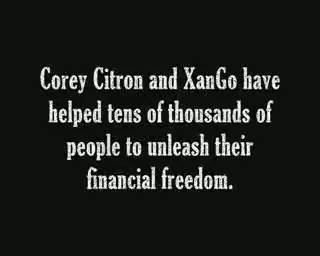 Corey Citron and XanGo have
helped tens of thousands of
people to unleash their
financial freedom.